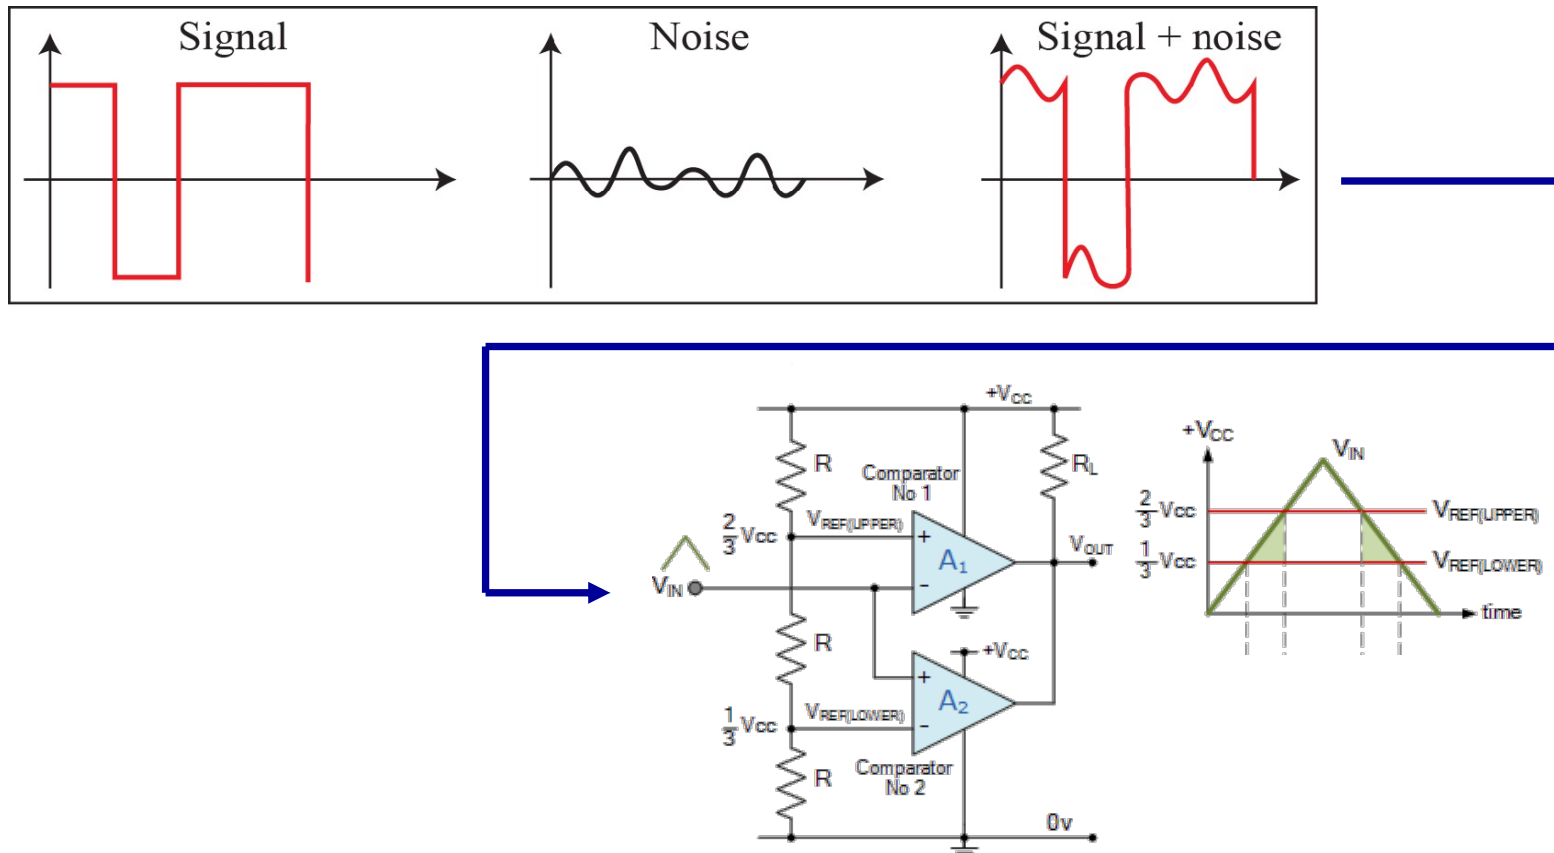 Signal
Noise
Signal + noise
+VCC
R
Comparator
No 1
RL
2/3 Vcc
VREF(UPPER)
+
A1
-
VOUT
VIN
R
+VCC
+
A2
-
1/3 Vcc
VREF(LOWER)
R
Comparator
No 2
0v
+VCC
VIN
2/3 Vcc
VREF(UPPER)
1/3 Vcc
VREF(LOWER)
time